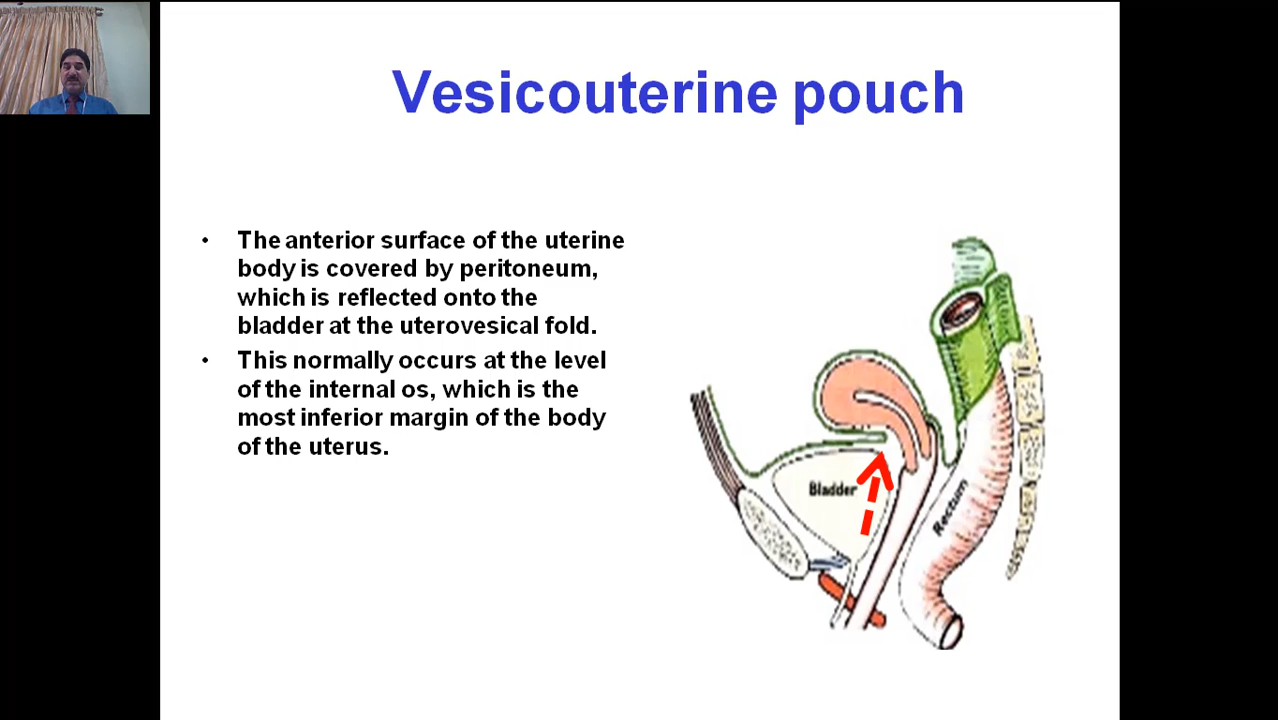 Vesicouterine pouch
• The anterior surface of the uterine
body is covered by peritoneum,
which is reflected onto the
bladder at the uterovesical fold.
• This normally occurs at the level
of the internal os, which is the
most inferior margin of the body
of the uterus.
Bladder
Rectum